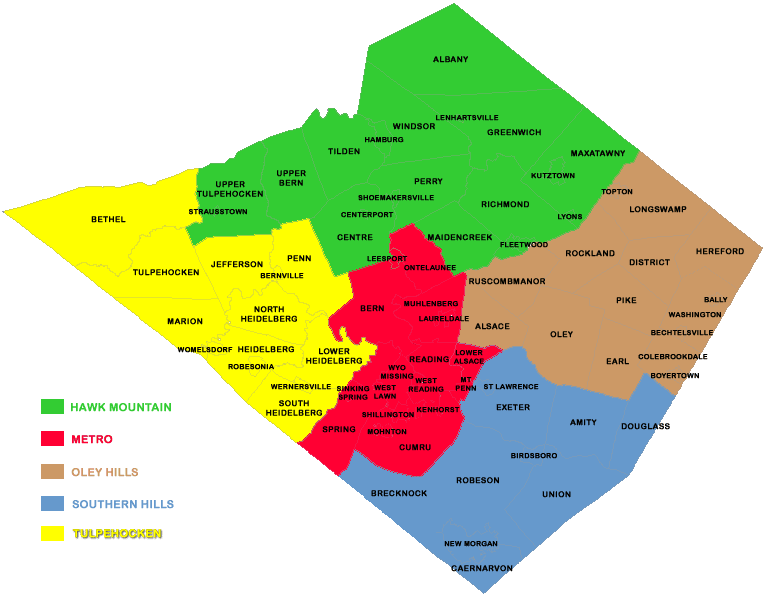 ALBANY
LENHARTSVILLE
WINDSOR
GREENWICH
HAMBURG
TILDEN
MAXATAWNY
UPPER
BERN
KUTZTOWN
PERRY
UPPER
TULPEHOCKEN
TOPTON
SHOEMAKERSVILLE
RICHMOND
LONGSWAMP
STRAUSSTOWN
CENTERPORT
LYONS
BETHEL
CENTRE
MAIDENCREEK
FLEETWOOD
ROCKLAND
HEREFORD
PENN
LEESPORT
DISTRICT
JEFFERSON
ONTELAUNEE
TULPEHOCKEN
BERNVILLE
RUSCOMBMANOR
PIKE
BALLY
MUHLENBERG
NORTH
HEIDELBERG
BERN
WASHINGTON
MARION
LAURELDALE
ALSACE
OLEY
BECHTELSVILLE
WOMELSDORF
HEIDELBERG
LOWER
HEIDELBERG
READING
LOWER
ALSACE
EARL
COLEBROOKDALE
ROBESONIA
WYO
MISSING
BOYERTOWN
WERNERSVILLE
SINKING
SPRING
WEST
LAWN
WEST
READING
MT
PENN
ST LAWRENCE
SOUTH
HEIDELBERG
SHILLINGTON
KENHORST
EXETER
HAWK MOUNTAIN
AMITY
DOUGLASS
SPRING
MOHNTON
METRO
CUMRU
BIRDSBORO
OLEY HILLS
ROBESON
BRECKNOCK
UNION
SOUTHERN HILLS
TULPEHOCKEN
NEW MORGAN
CAERNARVON